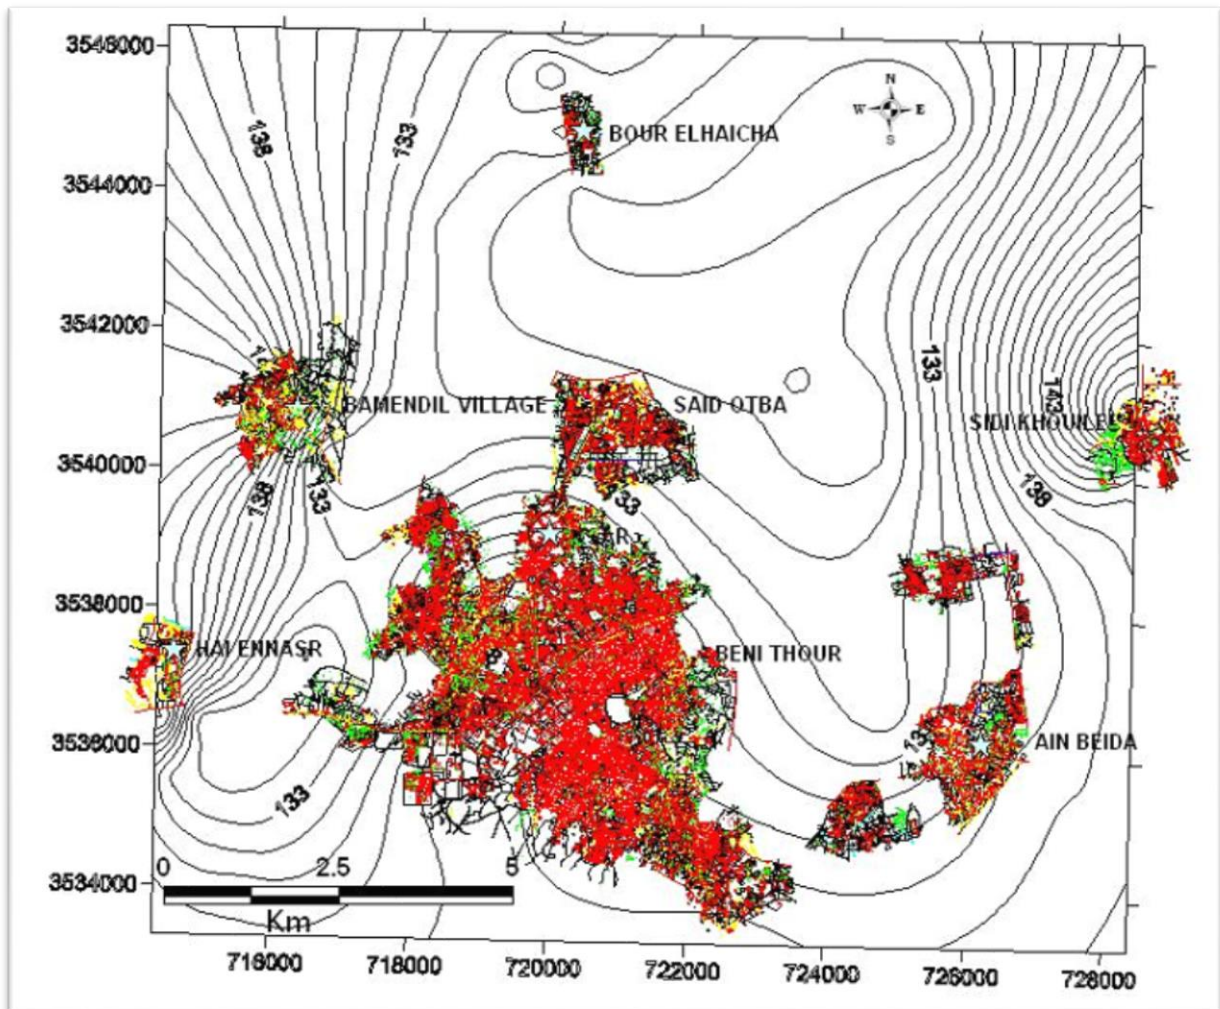 3546000
N
W E
S
138
133
BOUR ELHAICHA
3544000
3542000
133
143
BAMENDIL VILLAGE
SAID OTBA
SIDI KHOUILED
3540000
138
133
133
138
3538000
HAI ENNASR
BENI THOUR
3536000
AIN BEIDA
133
0 2.5 5
3534000
Km
716000 718000 720000 722000 724000 726000 728000